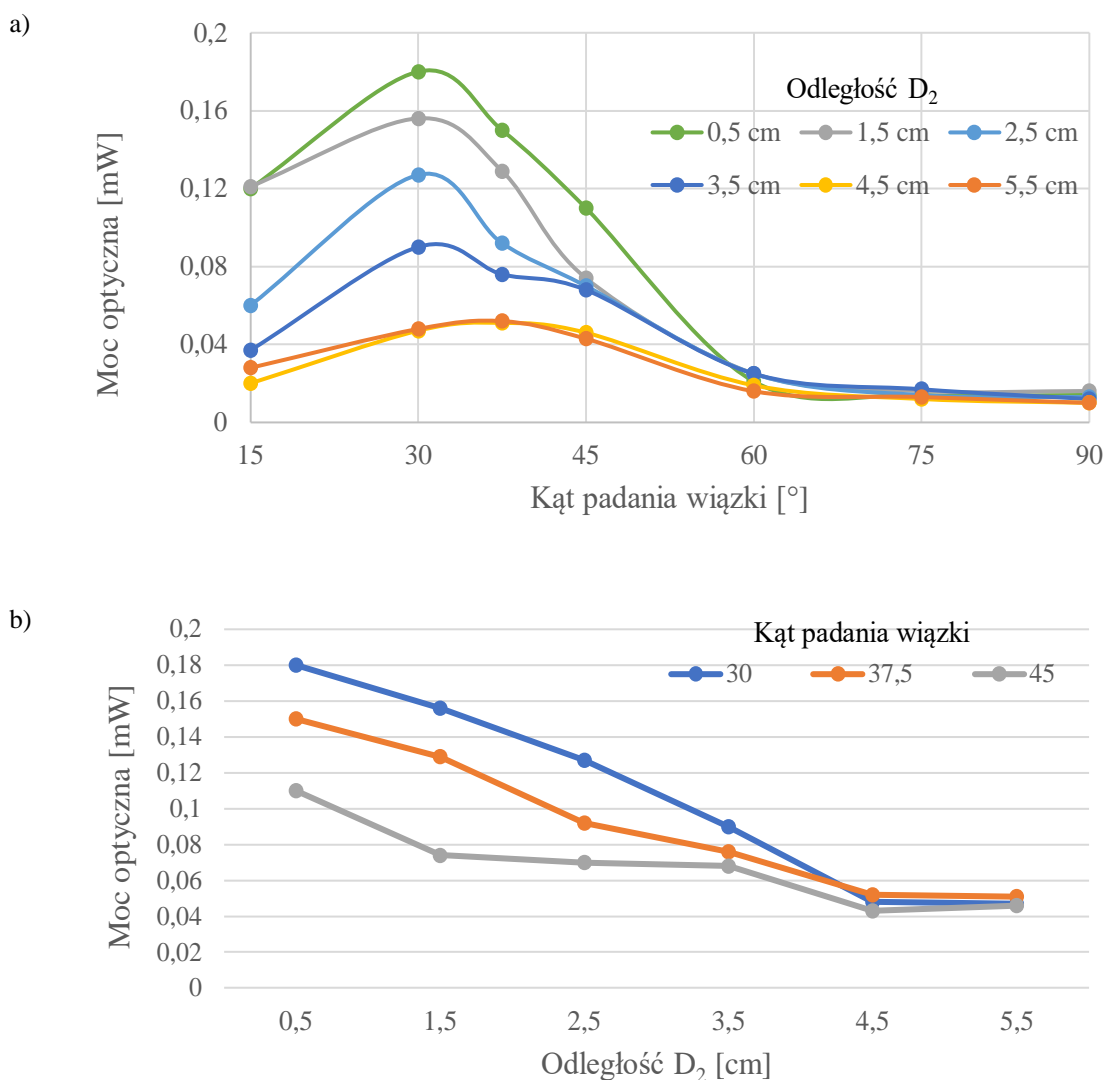 a)
0,2
0,16
0,12
0,08
0,04
0
Moc optyczna [mW]
Odległość D₂
0,5 cm 1,5 cm 2,5 cm
3,5 cm 4,5 cm 5,5 cm
15 30 45 60 75 90
Kąt padania wiązki [°]
b)
0,2
0,18
0,16
0,14
0,12
0,1
0,08
0,06
0,04
0,02
0
Moc optyczna [mW]
Kąt padania wiązki
30 37,5 45
0,5 1,5 2,5 3,5 4,5 5,5
Odległość D₂ [cm]